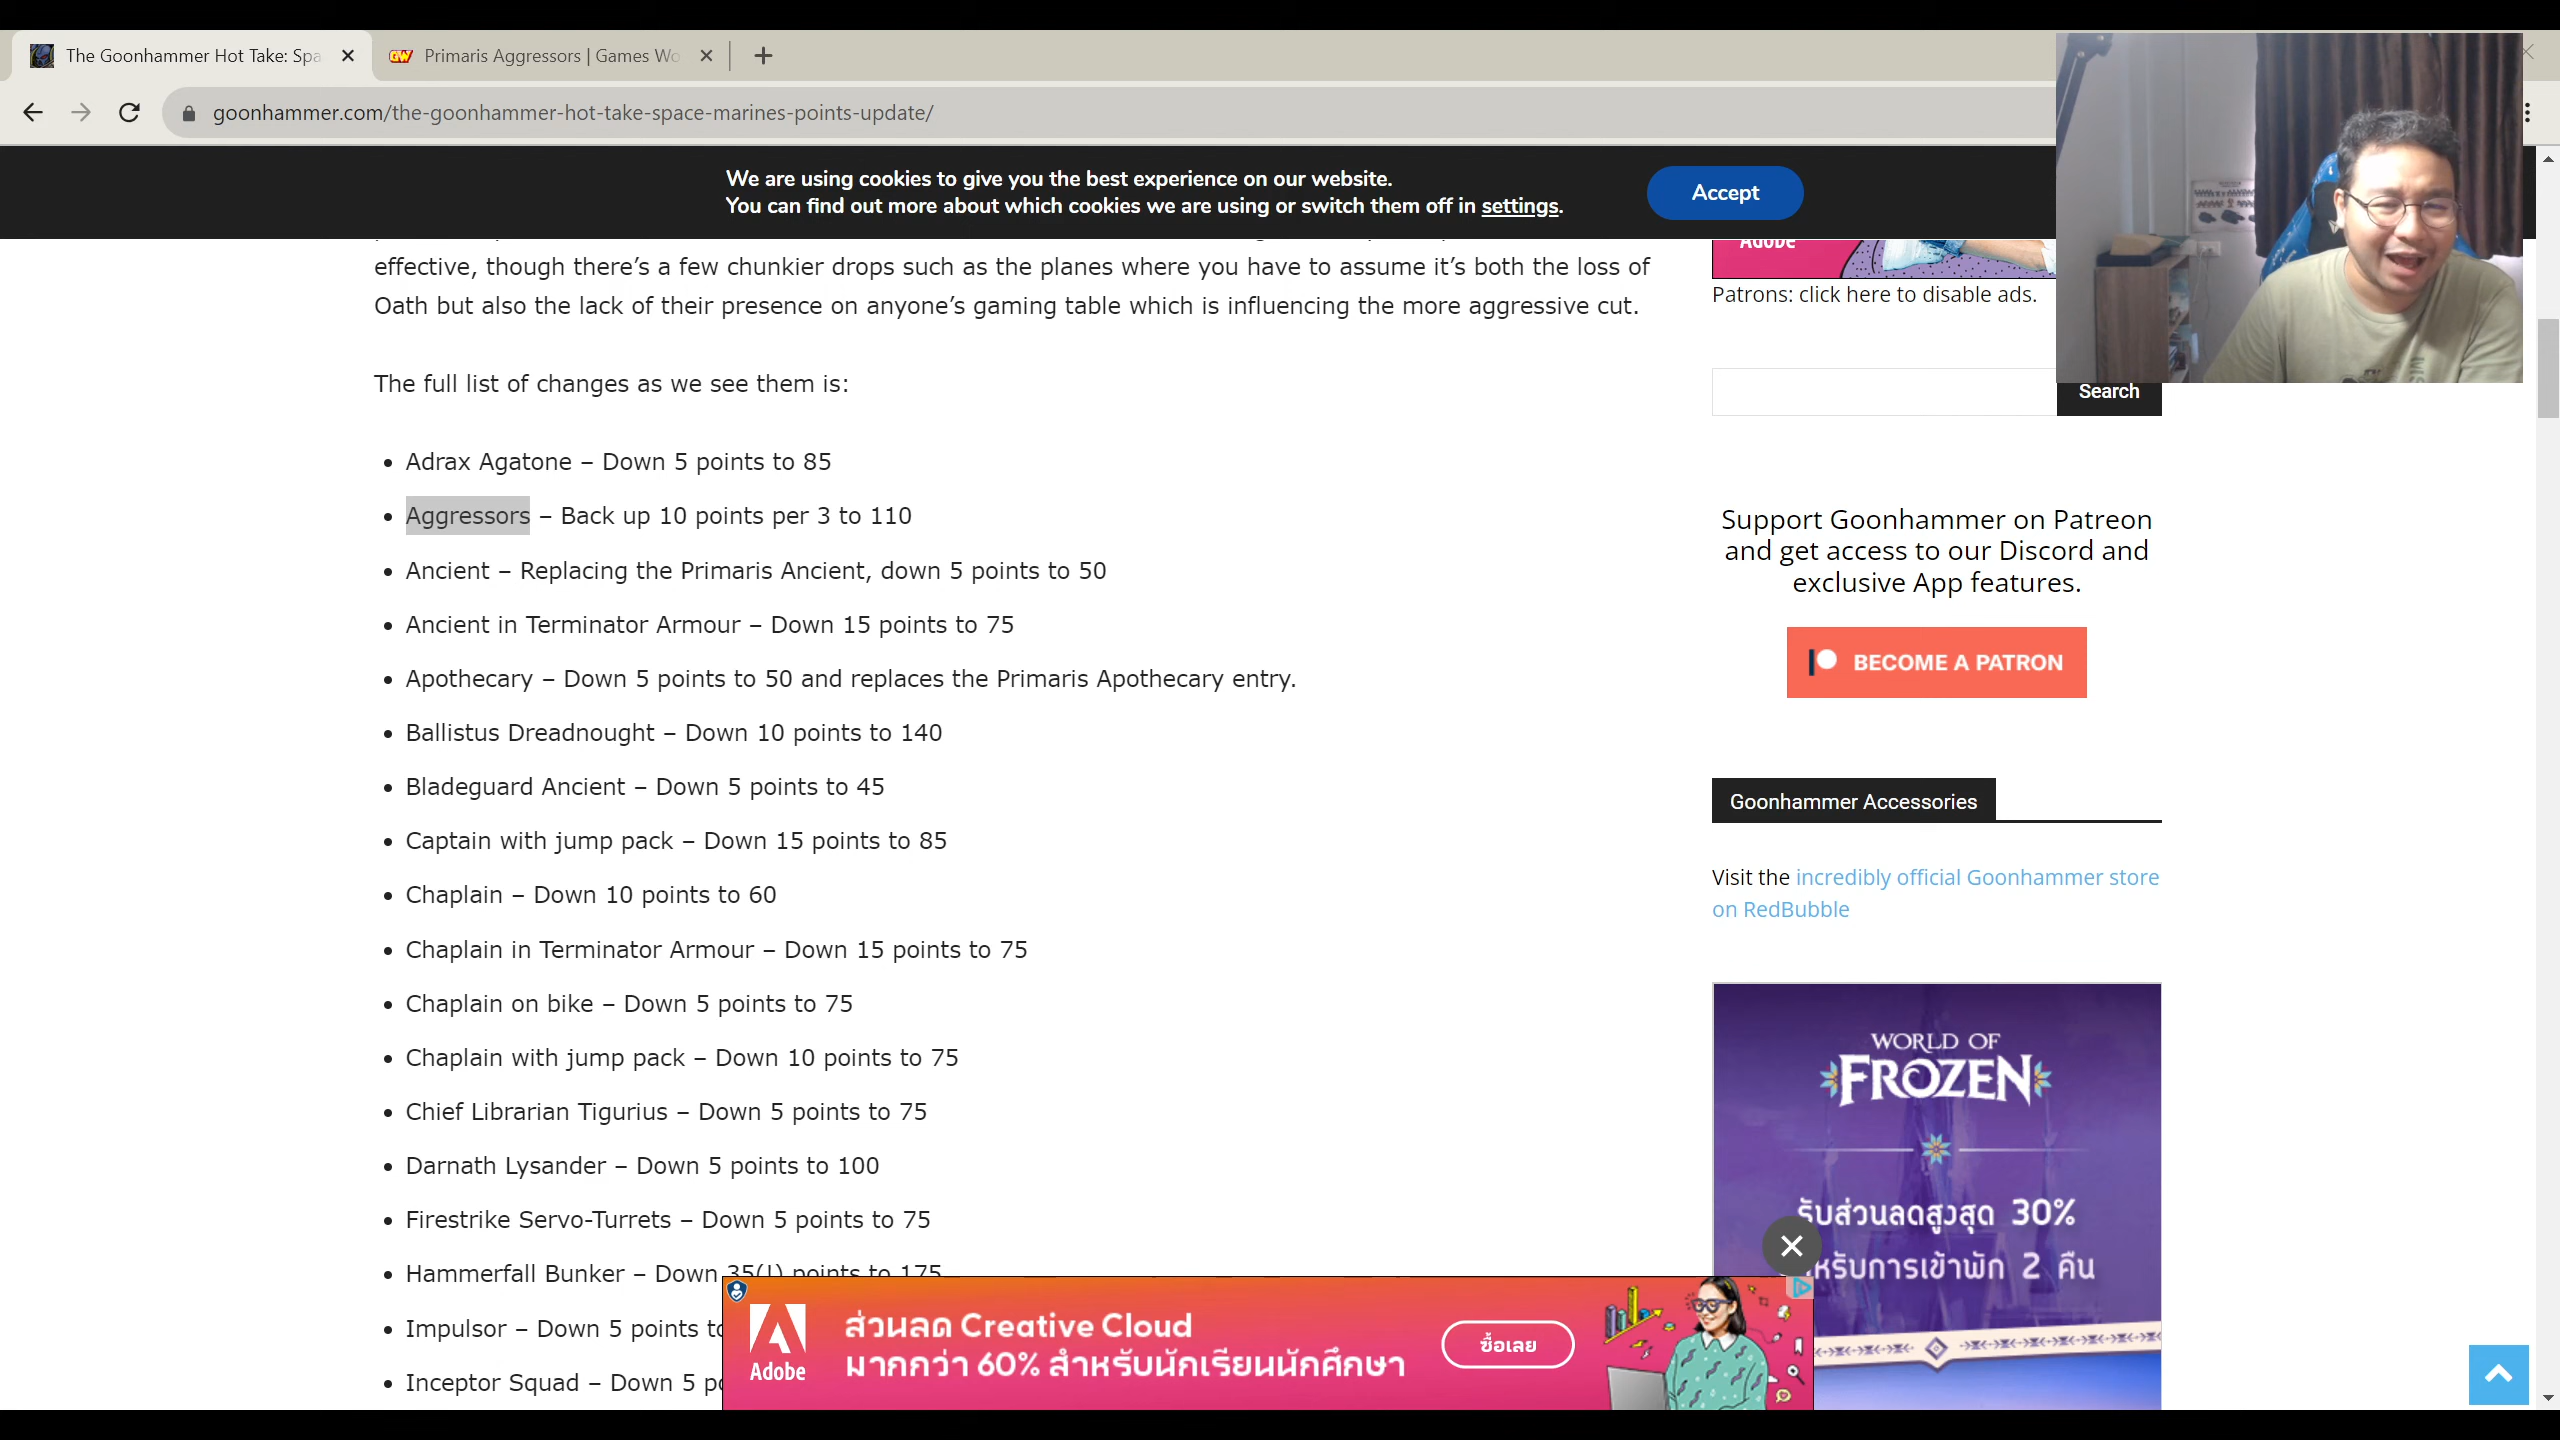 The Goonhammer Hot Take: Spa
Primaris Aggressors | Games Wo
goonhammer.com/the-goonhammer-hot-take-space-marines-points-update/
We are using cookies to give you the best experience on our website.
You can find out more about which cookies we are using or switch them off in settings.
Accept
effective, though there’s a few chunkier drops such as the planes where you have to assume it’s both the loss of
Oath but also the lack of their presence on anyone’s gaming table which is influencing the more aggressive cut.
The full list of changes as we see them is:
• Adrax Agatone – Down 5 points to 85
• Aggressors – Back up 10 points per 3 to 110
• Ancient – Replacing the Primaris Ancient, down 5 points to 50
• Ancient in Terminator Armour – Down 15 points to 75
• Apothecary – Down 5 points to 50 and replaces the Primaris Apothecary entry.
• Ballistus Dreadnought – Down 10 points to 140
• Bladeguard Ancient – Down 5 points to 45
• Captain with jump pack – Down 15 points to 85
• Chaplain – Down 10 points to 60
• Chaplain in Terminator Armour – Down 15 points to 75
• Chaplain on bike – Down 5 points to 75
• Chaplain with jump pack – Down 10 points to 75
• Chief Librarian Tigurius – Down 5 points to 75
• Darnath Lysander – Down 5 points to 100
• Firestrike Servo-Turrets – Down 5 points to 75
• Hammerfall Bunker – Down 35(!) points to 175
• Impulsor – Down 5 points to
• Inceptor Squad – Down 5 po
Adobe
Patrons: click here to disable ads.
Search
Support Goonhammer on Patreon
and get access to our Discord and
exclusive App features.
BECOME A PATRON
Goonhammer Accessories
Visit the incredibly official Goonhammer store
on RedBubble
WORLD OF
FROZEN
รับส่วนลดสูงสุด 30%
หรับการเข้าพัก 2 คืน
Adobe
ส่วนลด Creative Cloud
มากกว่า 60% สำหรับนักเรียนนักศึกษา
ซื้อเลย